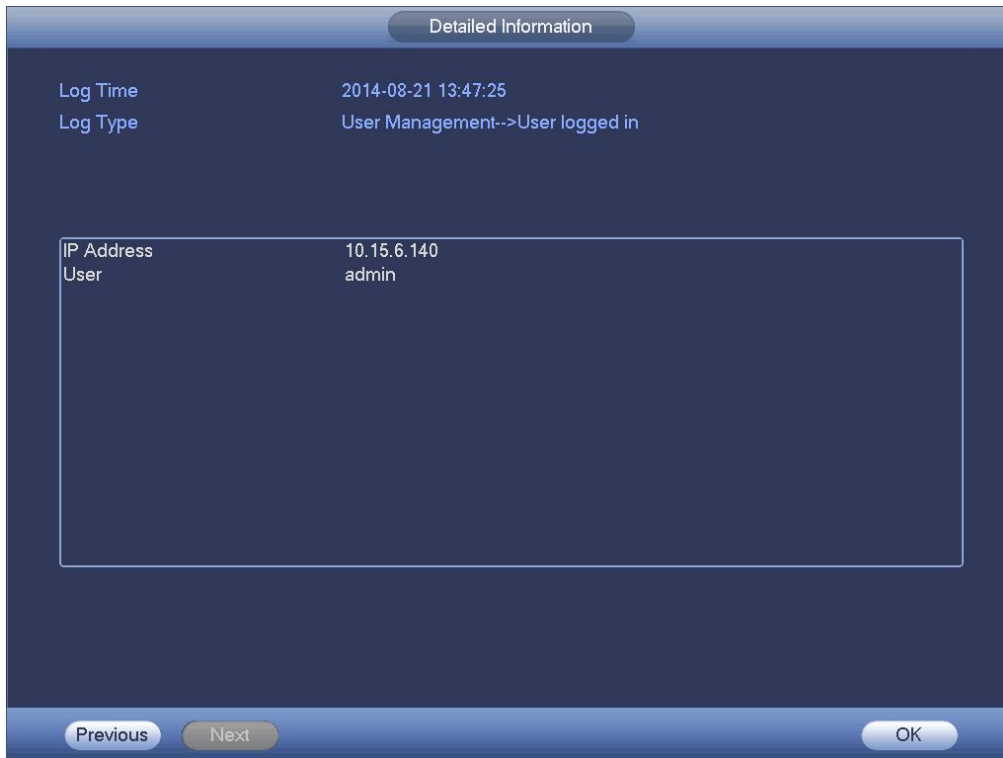 Detailed Information
Log Time 2014-08-21 13:47:25
Log Type User Management-->User logged in
IP Address 10.15.6.140
User admin
Previous Next OK